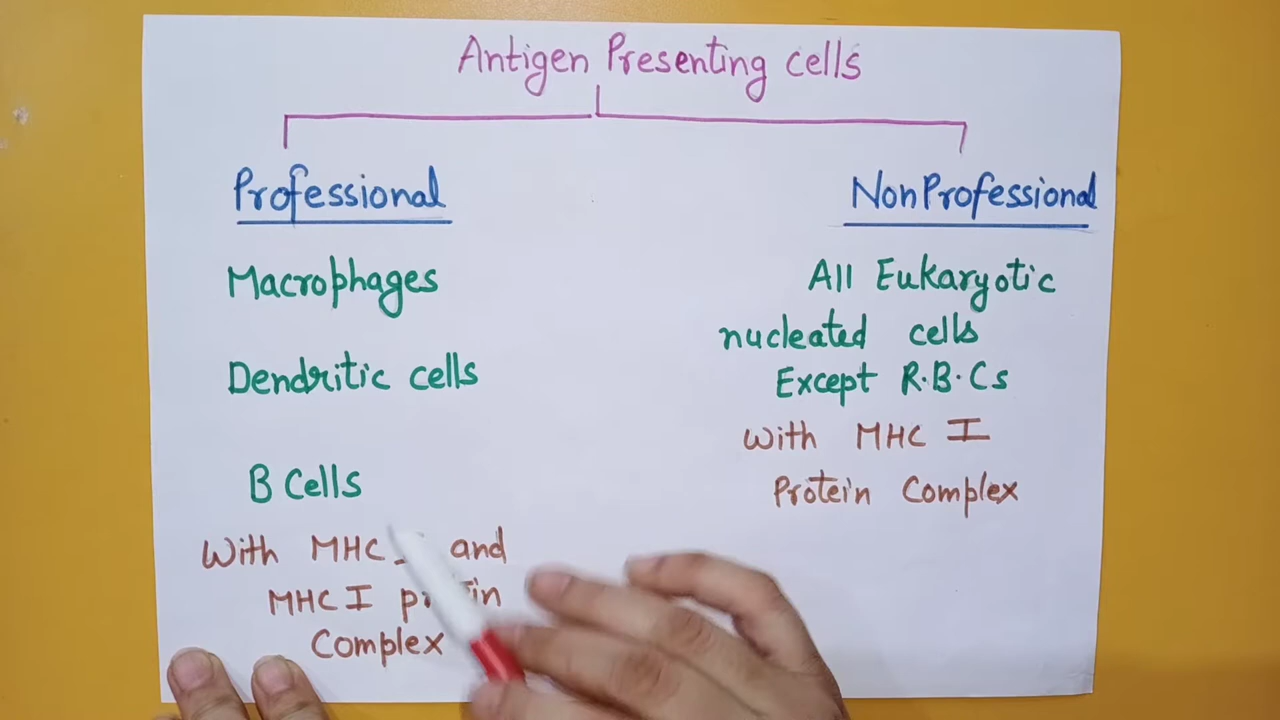 Antigen Presenting cells
Professional
Macrophages
Dendritic cells
B Cells
With MHC and
MHC I
Complex
NonProfessional
All Eukaryotic
nucleated cells
Except R.B.Cs
With MHC I
Protein Complex